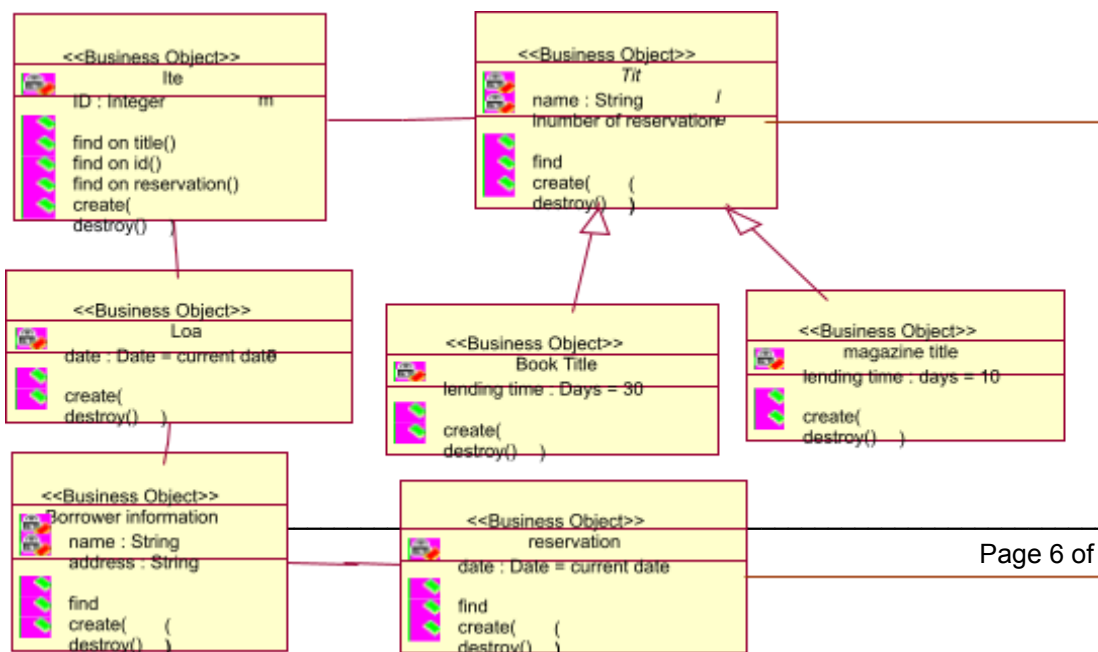 <<Business Object>>
Ite
m
ID : Integer
find on title()
find on id()
find on reservation()
create(
)
destroy()
<<Business Object>>
Tit
l
e
name : String
number of reservation
find
(
)
create(
)
destroy()
<<Business Object>>
Loa
n
date : Date = current date
create(
)
destroy()
<<Business Object>>
Book Title
lending time : Days = 30
create(
)
destroy()
<<Business Object>>
magazine title
lending time : days = 10
create(
)
destroy()
<<Business Object>>
Borrower information
name : String
address : String
find
(
)
create(
)
destroy()
<<Business Object>>
reservation
date : Date = current date
find
(
)
create(
)
destroy()
Page 6 of